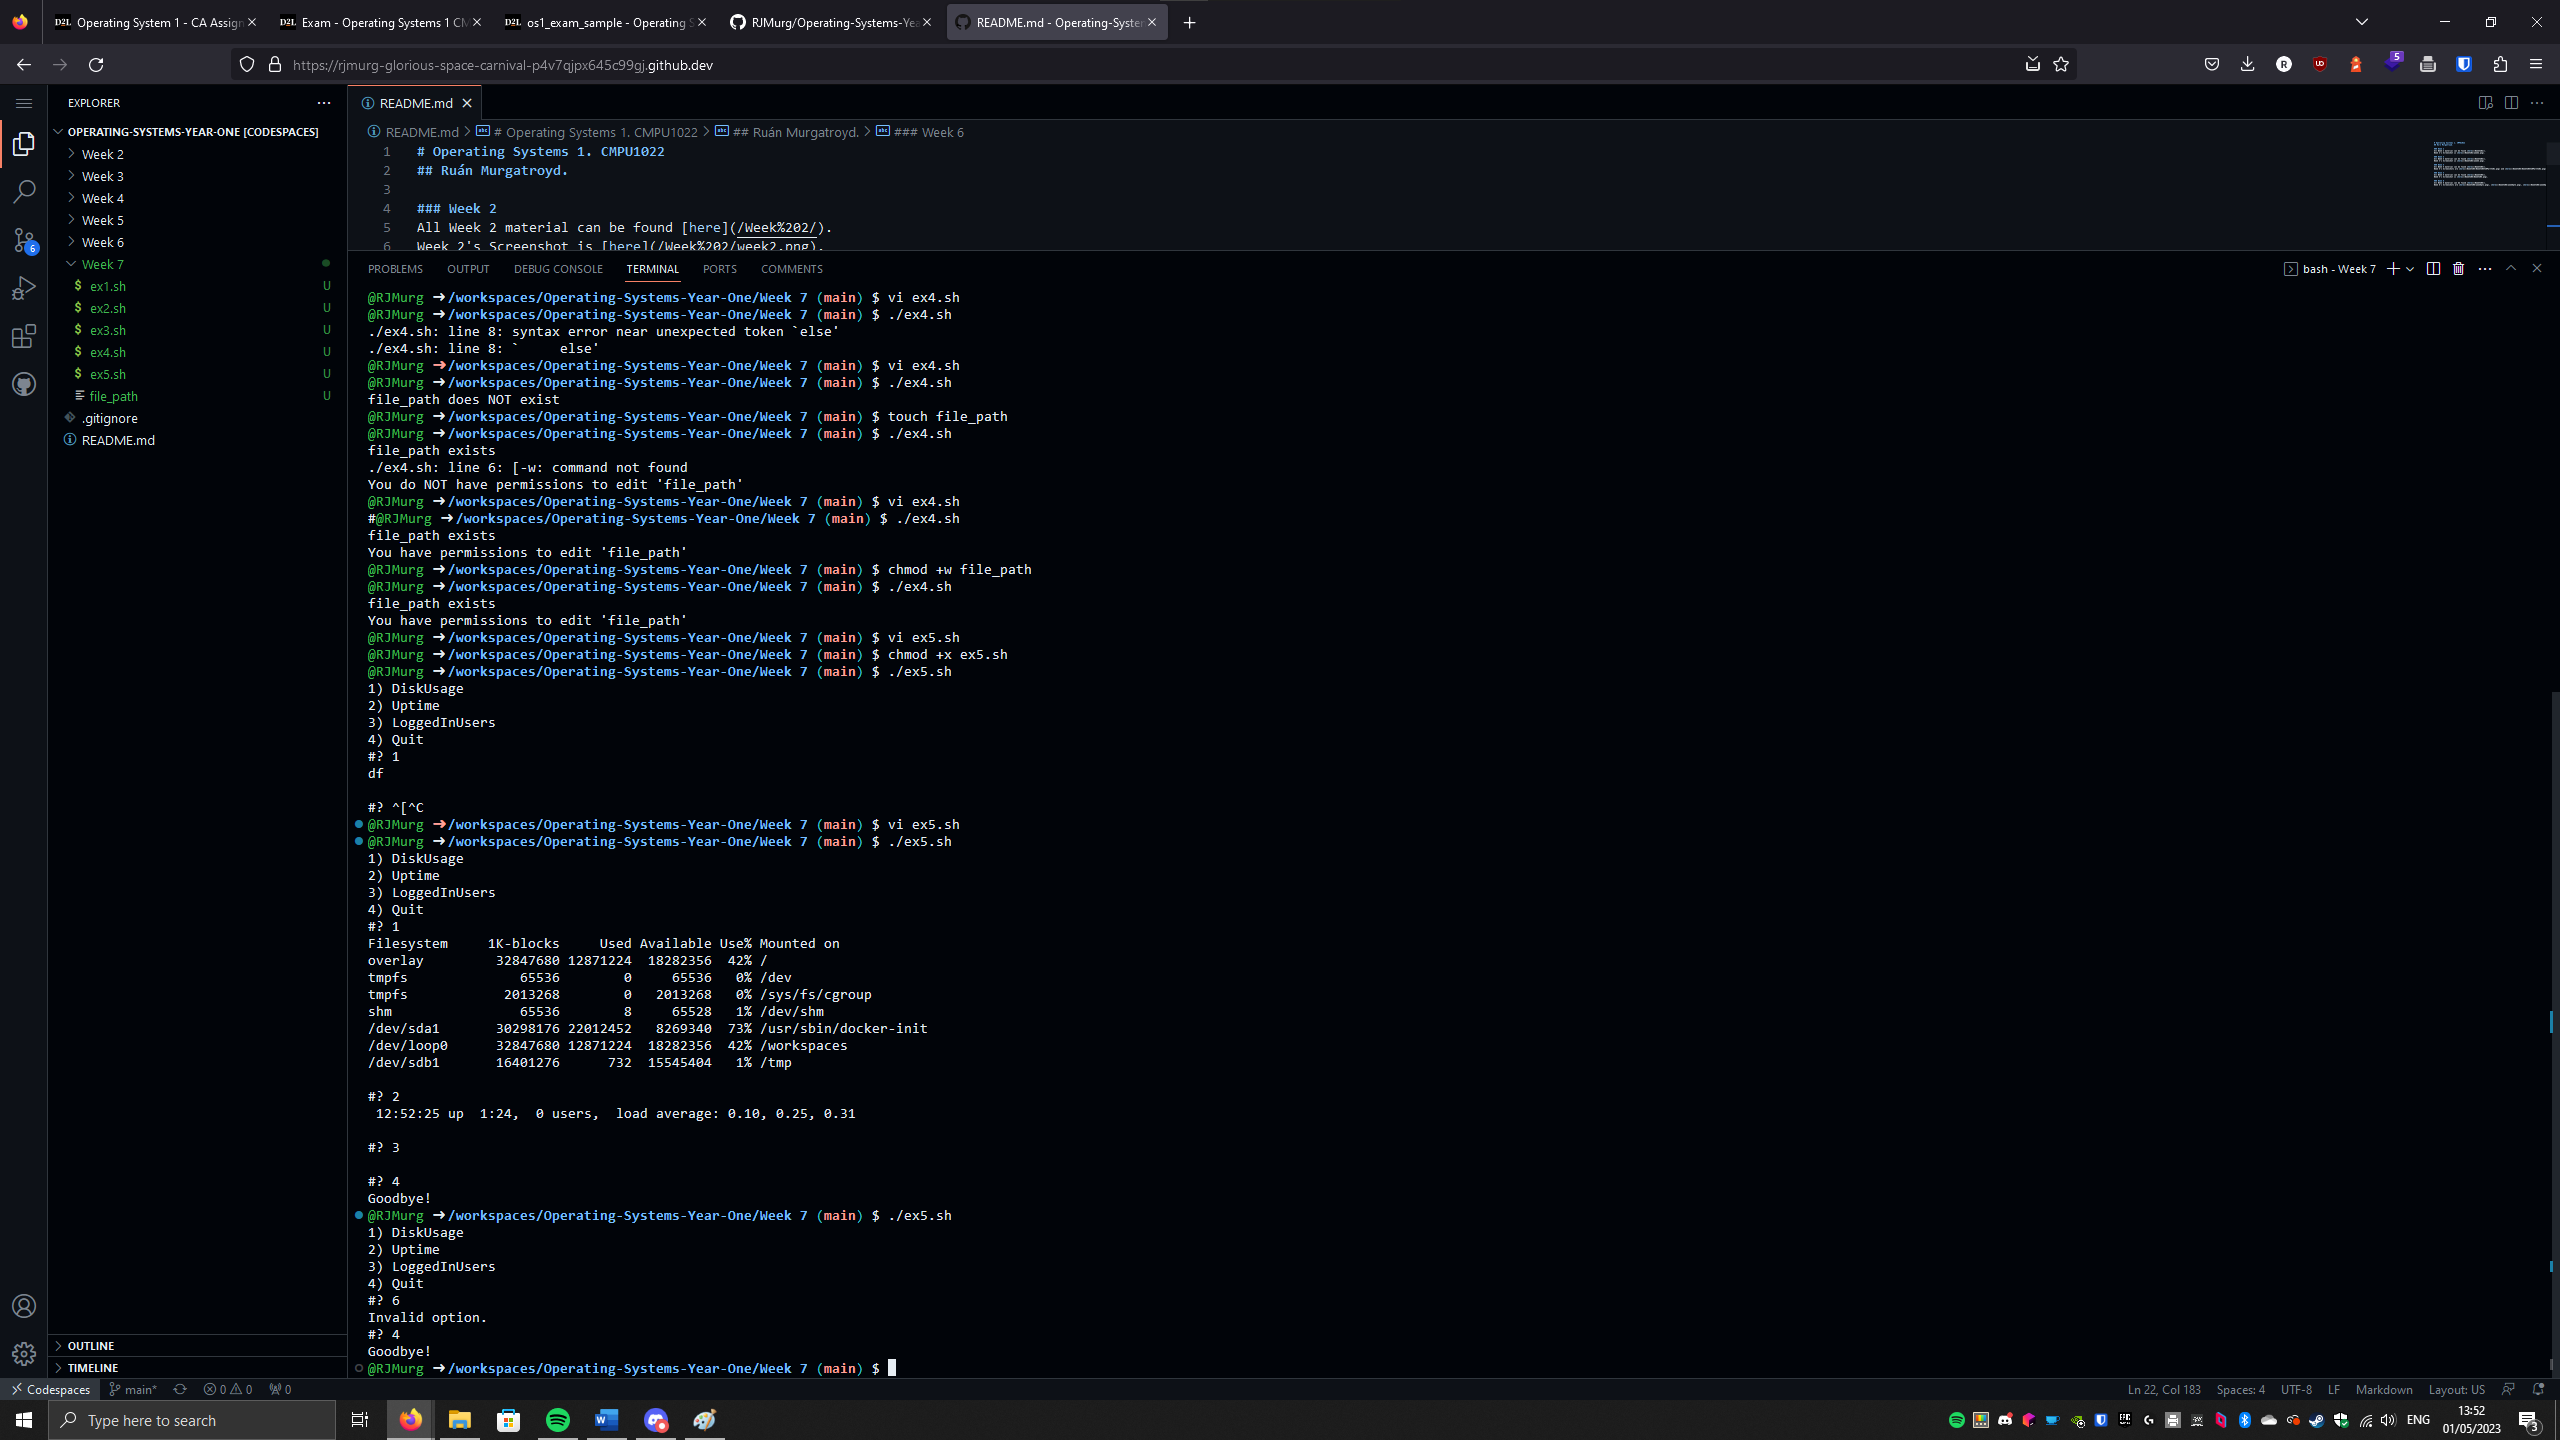 Operating System 1 - CA Assign
Exam - Operating Systems 1 CM
os1_exam_sample - Operating S
RJMurg/Operating-Systems-Yea
README.md - Operating-System
https://rjmurg-glorious-space-carnival-p4v7qjpx645c99gj.github.dev
5
EXPLORER
OPERATING-SYSTEMS-YEAR-ONE [CODESPACES]
Week 2
Week 3
Week 4
Week 5
Week 6
Week 7
$ ex1.sh U
$ ex2.sh U
$ ex3.sh U
$ ex4.sh U
$ ex5.sh U
file_path U
.gitignore
README.md
6
OUTLINE
TIMELINE
README.md
README.md > # Operating Systems 1. CMPU1022 > ## Ruán Murgatroyd. > ### Week 6
1 # Operating Systems 1. CMPU1022
2 ## Ruán Murgatroyd.
3
4 ### Week 2
5 All Week 2 material can be found [here](/Week%202/).
6 Week 2's Screenshot is [here](/Week%202/week2.png).
PROBLEMS OUTPUT DEBUG CONSOLE TERMINAL PORTS COMMENTS
bash - Week 7
@RJMurg ➜/workspaces/Operating-Systems-Year-One/Week 7 (main) $ vi ex4.sh
@RJMurg ➜/workspaces/Operating-Systems-Year-One/Week 7 (main) $ ./ex4.sh
./ex4.sh: line 8: syntax error near unexpected token `else'
./ex4.sh: line 8: `     else'
@RJMurg ➜/workspaces/Operating-Systems-Year-One/Week 7 (main) $ vi ex4.sh
@RJMurg ➜/workspaces/Operating-Systems-Year-One/Week 7 (main) $ ./ex4.sh
file_path does NOT exist
@RJMurg ➜/workspaces/Operating-Systems-Year-One/Week 7 (main) $ touch file_path
@RJMurg ➜/workspaces/Operating-Systems-Year-One/Week 7 (main) $ ./ex4.sh
file_path exists
./ex4.sh: line 6: [-w: command not found
You do NOT have permissions to edit 'file_path'
@RJMurg ➜/workspaces/Operating-Systems-Year-One/Week 7 (main) $ vi ex4.sh
#@RJMurg ➜/workspaces/Operating-Systems-Year-One/Week 7 (main) $ ./ex4.sh
file_path exists
You have permissions to edit 'file_path'
@RJMurg ➜/workspaces/Operating-Systems-Year-One/Week 7 (main) $ chmod +w file_path
@RJMurg ➜/workspaces/Operating-Systems-Year-One/Week 7 (main) $ ./ex4.sh
file_path exists
You have permissions to edit 'file_path'
@RJMurg ➜/workspaces/Operating-Systems-Year-One/Week 7 (main) $ vi ex5.sh
@RJMurg ➜/workspaces/Operating-Systems-Year-One/Week 7 (main) $ chmod +x ex5.sh
@RJMurg ➜/workspaces/Operating-Systems-Year-One/Week 7 (main) $ ./ex5.sh
1) DiskUsage
2) Uptime
3) LoggedInUsers
4) Quit
#? 1
df
#? ^[^C
@RJMurg ➜/workspaces/Operating-Systems-Year-One/Week 7 (main) $ vi ex5.sh
@RJMurg ➜/workspaces/Operating-Systems-Year-One/Week 7 (main) $ ./ex5.sh
1) DiskUsage
2) Uptime
3) LoggedInUsers
4) Quit
#? 1
Filesystem     1K-blocks     Used Available Use% Mounted on
overlay         32847680 12871224  18282356  42% /
tmpfs              65536        0     65536   0% /dev
tmpfs            2013268        0   2013268   0% /sys/fs/cgroup
shm                65536        8     65528   1% /dev/shm
/dev/sda1       30298176 22012452   8269340  73% /usr/sbin/docker-init
/dev/loop0      32847680 12871224  18282356  42% /workspaces
/dev/sdb1       16401276      732  15545404   1% /tmp
#? 2
12:52:25 up  1:24,  0 users,  load average: 0.10, 0.25, 0.31
#? 3
#? 4
Goodbye!
@RJMurg ➜/workspaces/Operating-Systems-Year-One/Week 7 (main) $ ./ex5.sh
1) DiskUsage
2) Uptime
3) LoggedInUsers
4) Quit
#? 6
Invalid option.
#? 4
Goodbye!
@RJMurg ➜/workspaces/Operating-Systems-Year-One/Week 7 (main) $
Codespaces main* 0 0 0 Ln 22, Col 183 Spaces: 4 UTF-8 LF Markdown Layout: US
Type here to search
ENG
13:52
01/05/2023
3